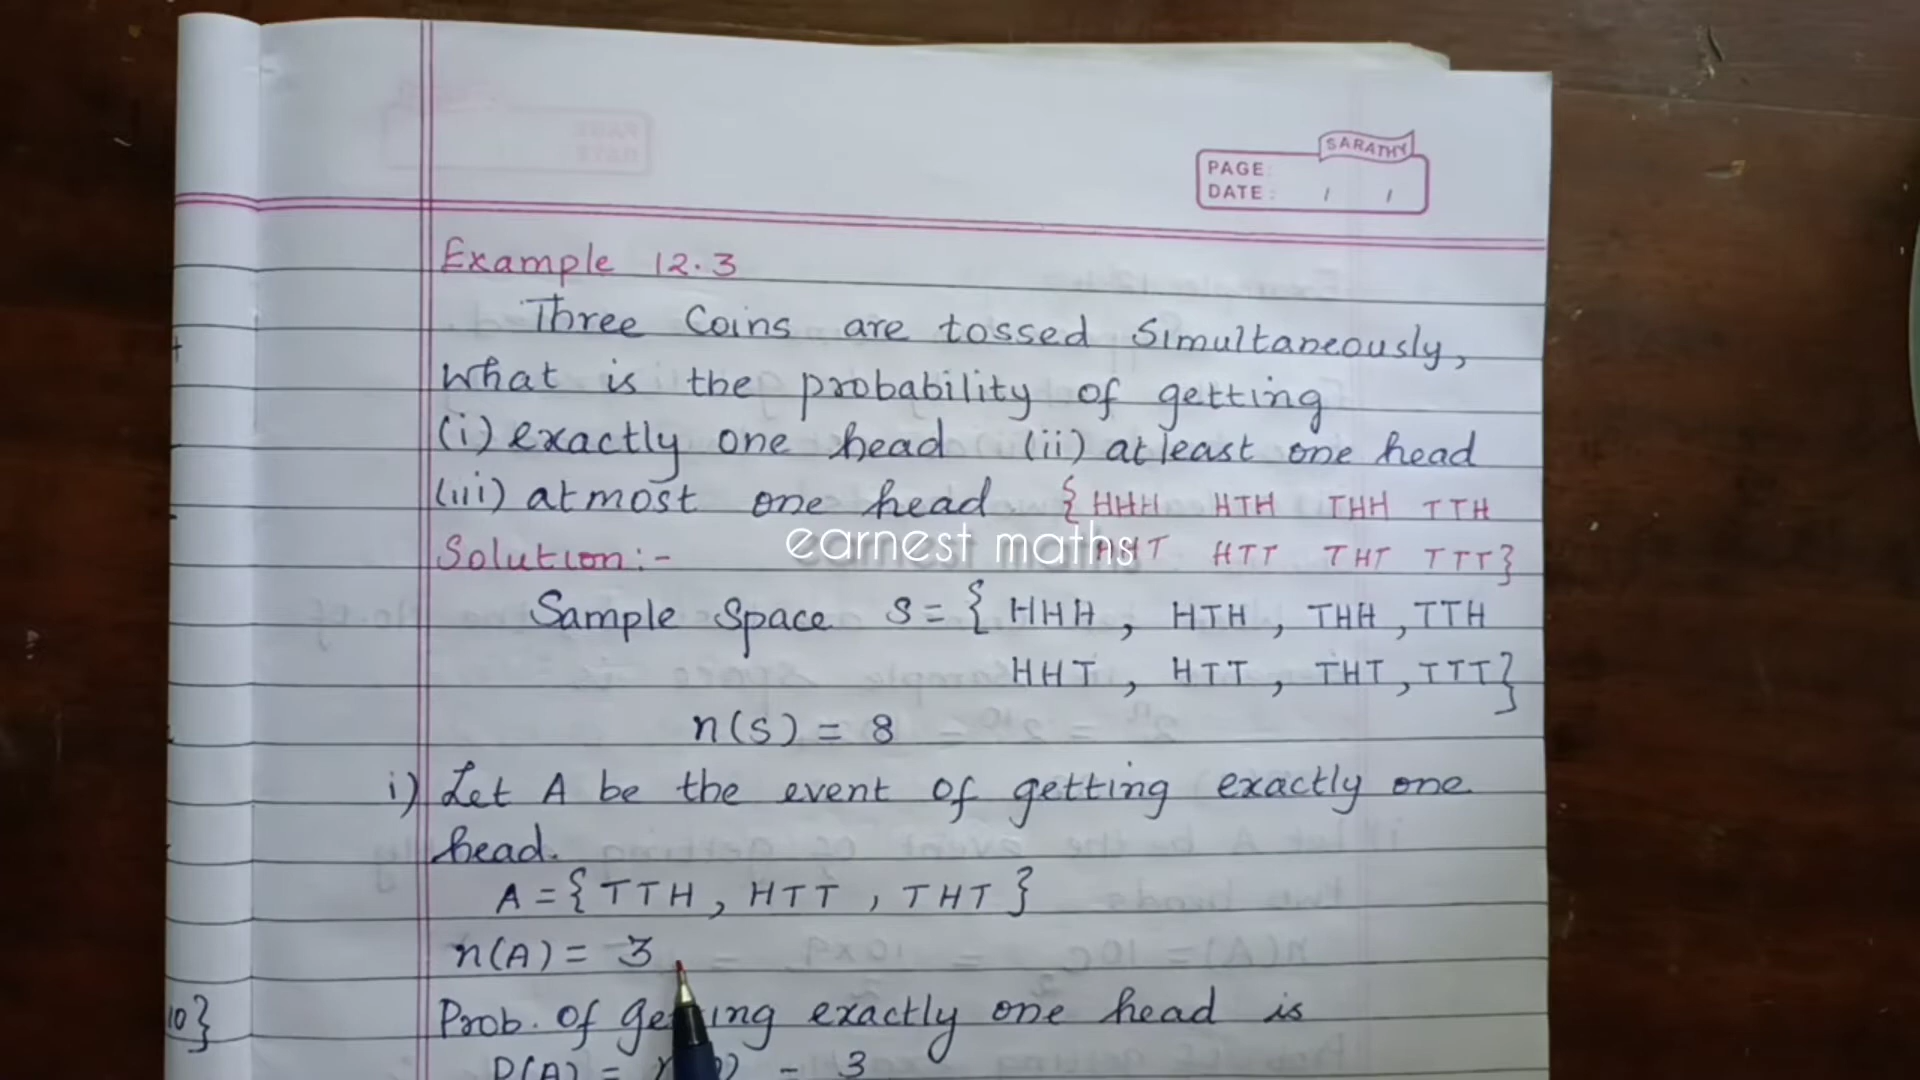 SARATHY
PAGE:
DATE : / /
Example 12.3
Three Coins are tossed Simultaneously,
What is the probability of getting
(i) exactly one head (ii) atleast one head
(iii) atmost one head { HHH HTH THH TTH
earnest maths
Solution:- HHT HTT THT TTT}
Sample Space S = { HHH , HTH , THH , TTH
HHT , HTT , THT , TTT}
n(S) = 8
i) Let A be the event of getting exactly one
head.
A = { TTH , HTT , THT }
n(A) = 3
10}
Prob. Of getting exactly one head is
P(A) = = 3